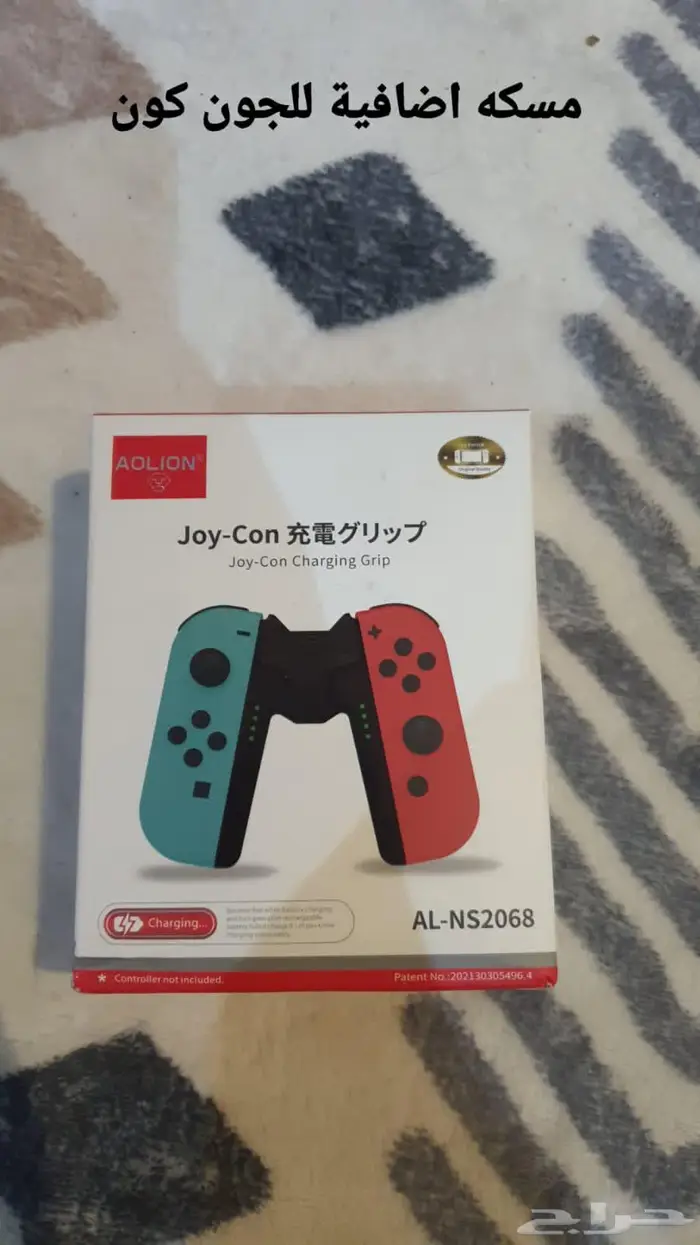 مسكه اضافية للجون كون
AOLION
Joy-Con 充電グリップ
Joy-Con Charging Grip
Charging...
AL-NS2068
* Controller not included.
Patent No.:202130305496.4
حراج